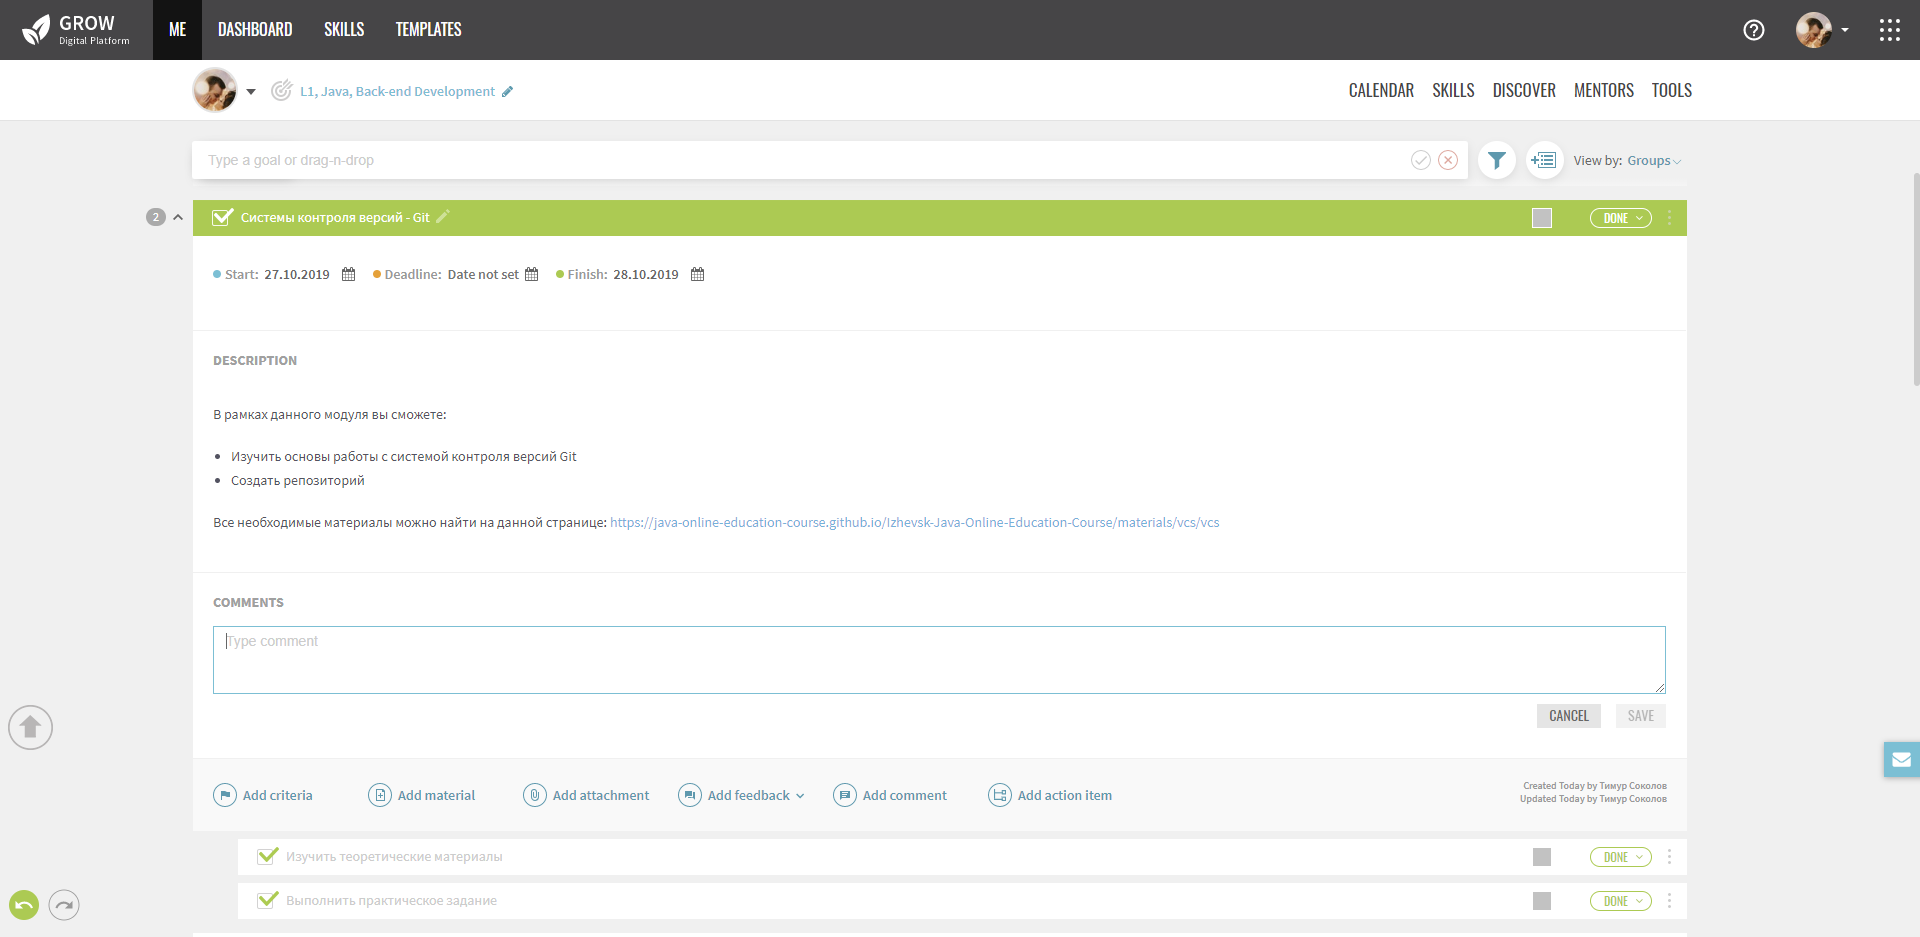 GROW
Digital Platform
ME DASHBOARD SKILLS TEMPLATES
L1, Java, Back-end Development
CALENDAR SKILLS DISCOVER MENTORS TOOLS
Type a goal or drag-n-drop
View by: Groups
2
Системы контроля версий - Git
DONE
Start: 27.10.2019 Deadline: Date not set Finish: 28.10.2019
DESCRIPTION
В рамках данного модуля вы сможете:
Изучить основы работы с системой контроля версий Git
Создать репозиторий
Все необходимые материалы можно найти на данной странице: https://java-online-education-course.github.io/Izhevsk-Java-Online-Education-Course/materials/vcs/vcs
COMMENTS
Type comment
CANCEL SAVE
Add criteria Add material Add attachment Add feedback Add comment Add action item
Created Today by Тимур Соколов
Updated Today by Тимур Соколов
Изучить теоретические материалы DONE
Выполнить практическое задание DONE